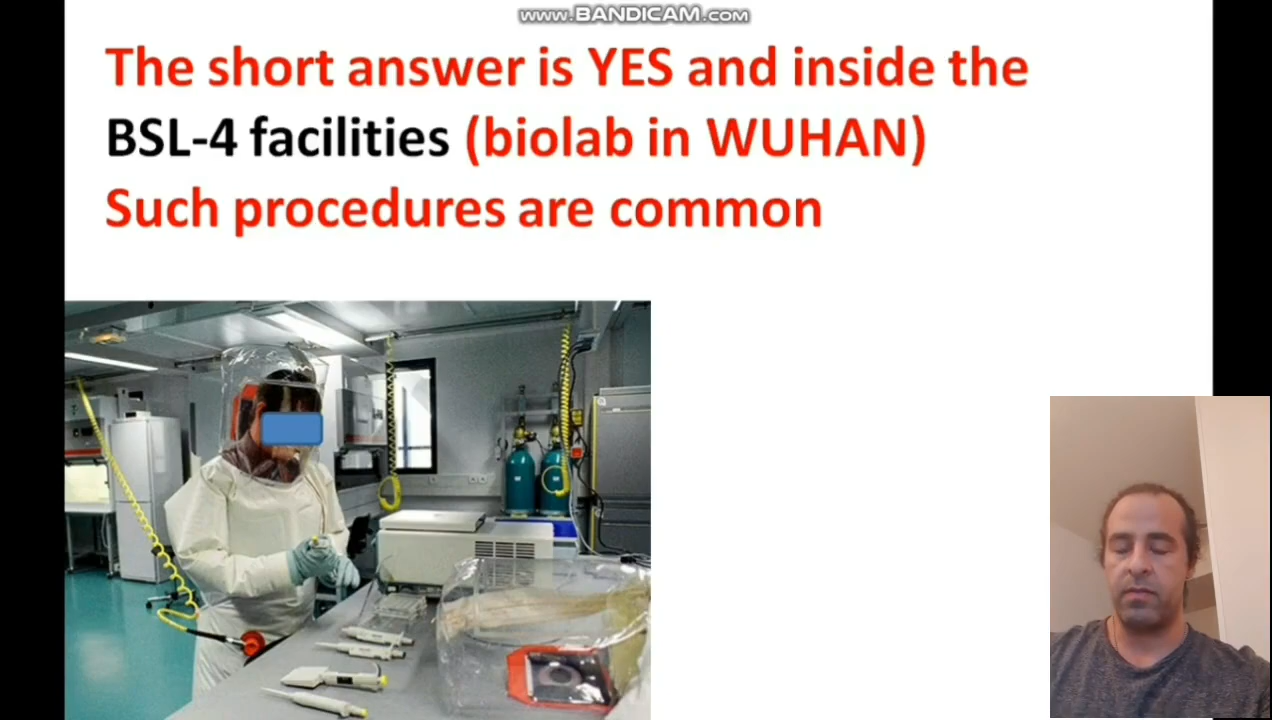 www.BANDICAM.com
The short answer is YES and inside the
BSL-4 facilities (biolab in WUHAN)
Such procedures are common